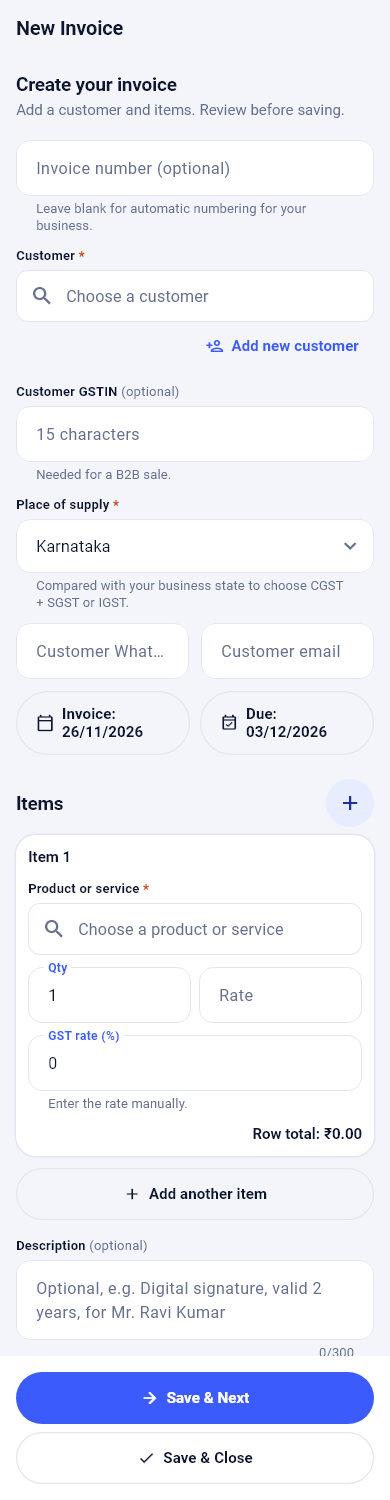 New Invoice
Create your invoice
Add a customer and items. Review before saving.
Invoice number (optional)
Leave blank for automatic numbering for your
business.
Customer *
Choose a customer
Add new customer
Customer GSTIN (optional)
15 characters
Needed for a B2B sale.
Place of supply *
Karnataka
Compared with your business state to choose CGST
+ SGST or IGST.
Customer What…
Customer email
Invoice:
26/11/2026
Due:
03/12/2026
Items
Item 1
Product or service *
Choose a product or service
Qty
1
Rate
GST rate (%)
0
Enter the rate manually.
Row total: ₹0.00
Add another item
Description (optional)
Optional, e.g. Digital signature, valid 2
years, for Mr. Ravi Kumar
0/300
Save & Next
Save & Close